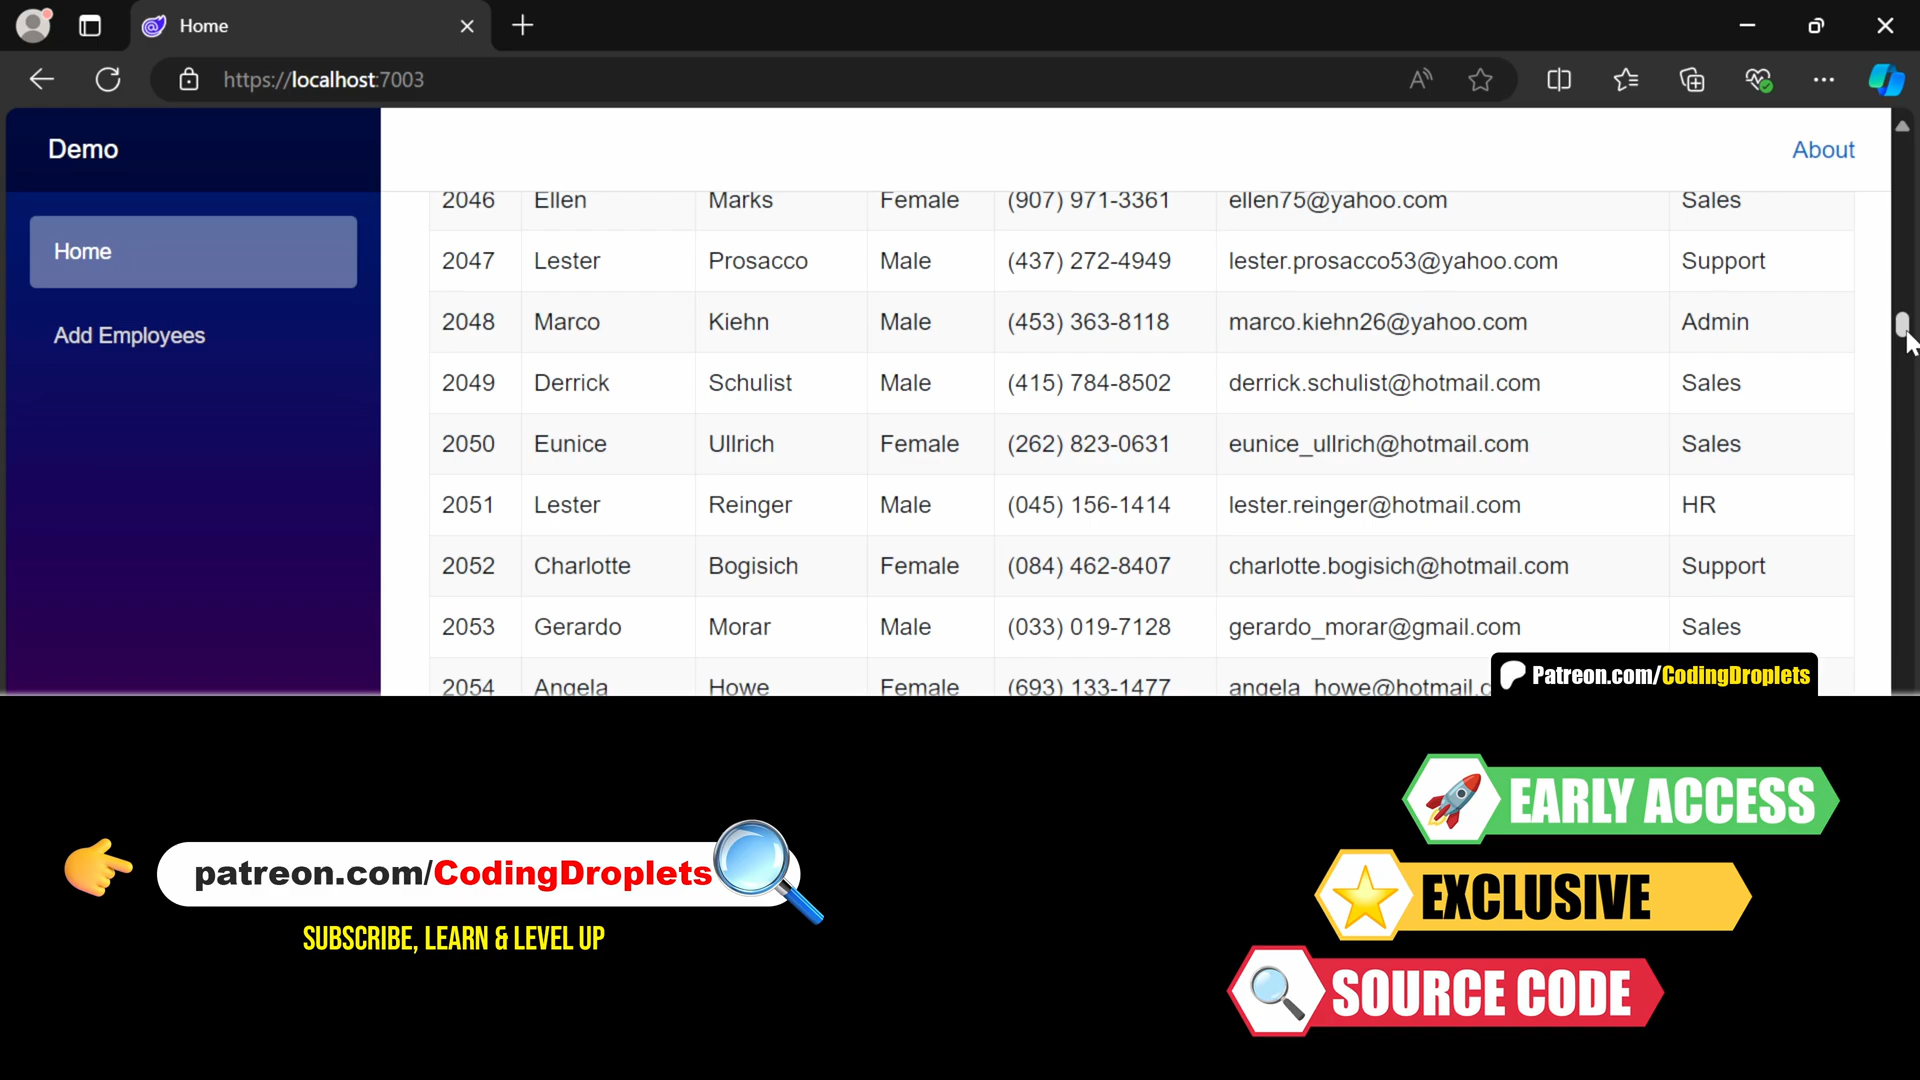 Home
https://localhost:7003
Demo
About
Home
Add Employees
2046 Ellen Marks Female (907) 971-3361 ellen75@yahoo.com Sales
2047 Lester Prosacco Male (437) 272-4949 lester.prosacco53@yahoo.com Support
2048 Marco Kiehn Male (453) 363-8118 marco.kiehn26@yahoo.com Admin
2049 Derrick Schulist Male (415) 784-8502 derrick.schulist@hotmail.com Sales
2050 Eunice Ullrich Female (262) 823-0631 eunice_ullrich@hotmail.com Sales
2051 Lester Reinger Male (045) 156-1414 lester.reinger@hotmail.com HR
2052 Charlotte Bogisich Female (084) 462-8407 charlotte.bogisich@hotmail.com Support
2053 Gerardo Morar Male (033) 019-7128 gerardo_morar@gmail.com Sales
2054 Angela Howe Female (693) 133-1477 angela_howe@hotmail.c
Patreon.com/CodingDroplets
EARLY ACCESS
patreon.com/CodingDroplets
EXCLUSIVE
SUBSCRIBE, LEARN & LEVEL UP
SOURCE CODE